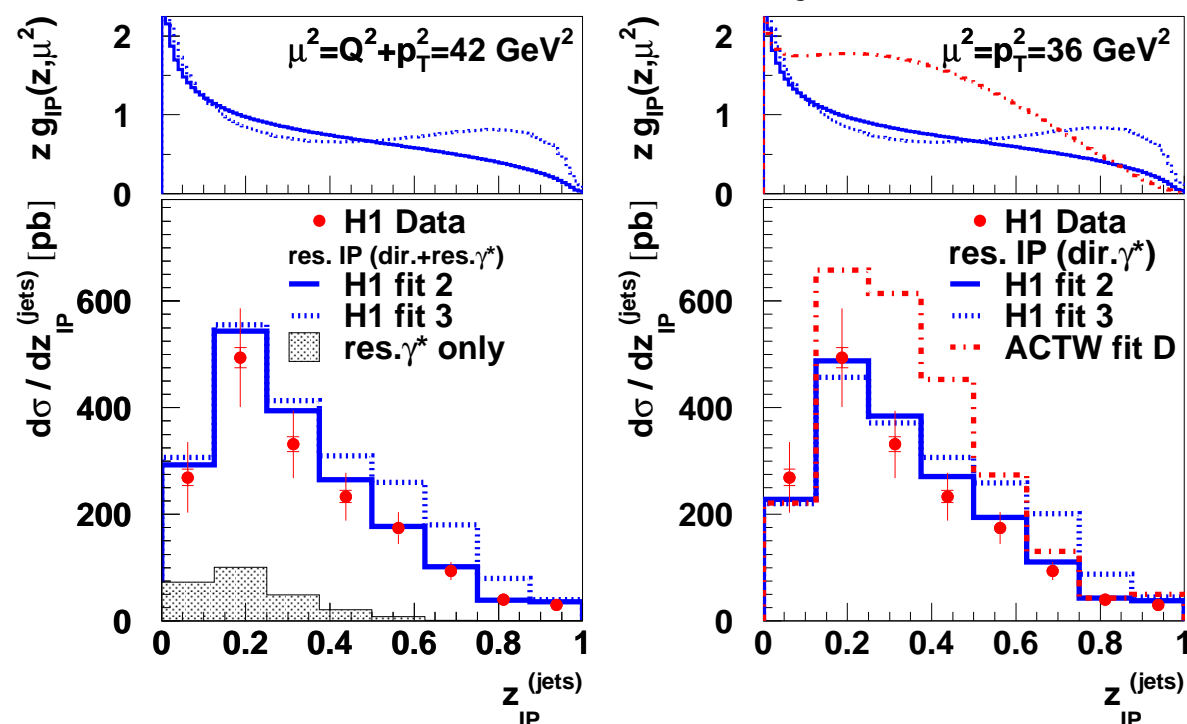 μ²=Q²+p_T²=42 GeV²
z g_IP(z,μ²)
2
1
0
H1 Data
res. IP (dir.+res.γ*)
H1 fit 2
H1 fit 3
res.γ* only
dσ / dz_IP^(jets) [pb]
600
400
200
0
0 0.2 0.4 0.6 0.8 1
z_IP^(jets)
μ²=p_T²=36 GeV²
z g_IP(z,μ²)
2
1
0
H1 Data
res. IP (dir.γ*)
H1 fit 2
H1 fit 3
ACTW fit D
dσ / dz_IP^(jets) [pb]
600
400
200
0
0 0.2 0.4 0.6 0.8 1
z_IP^(jets)